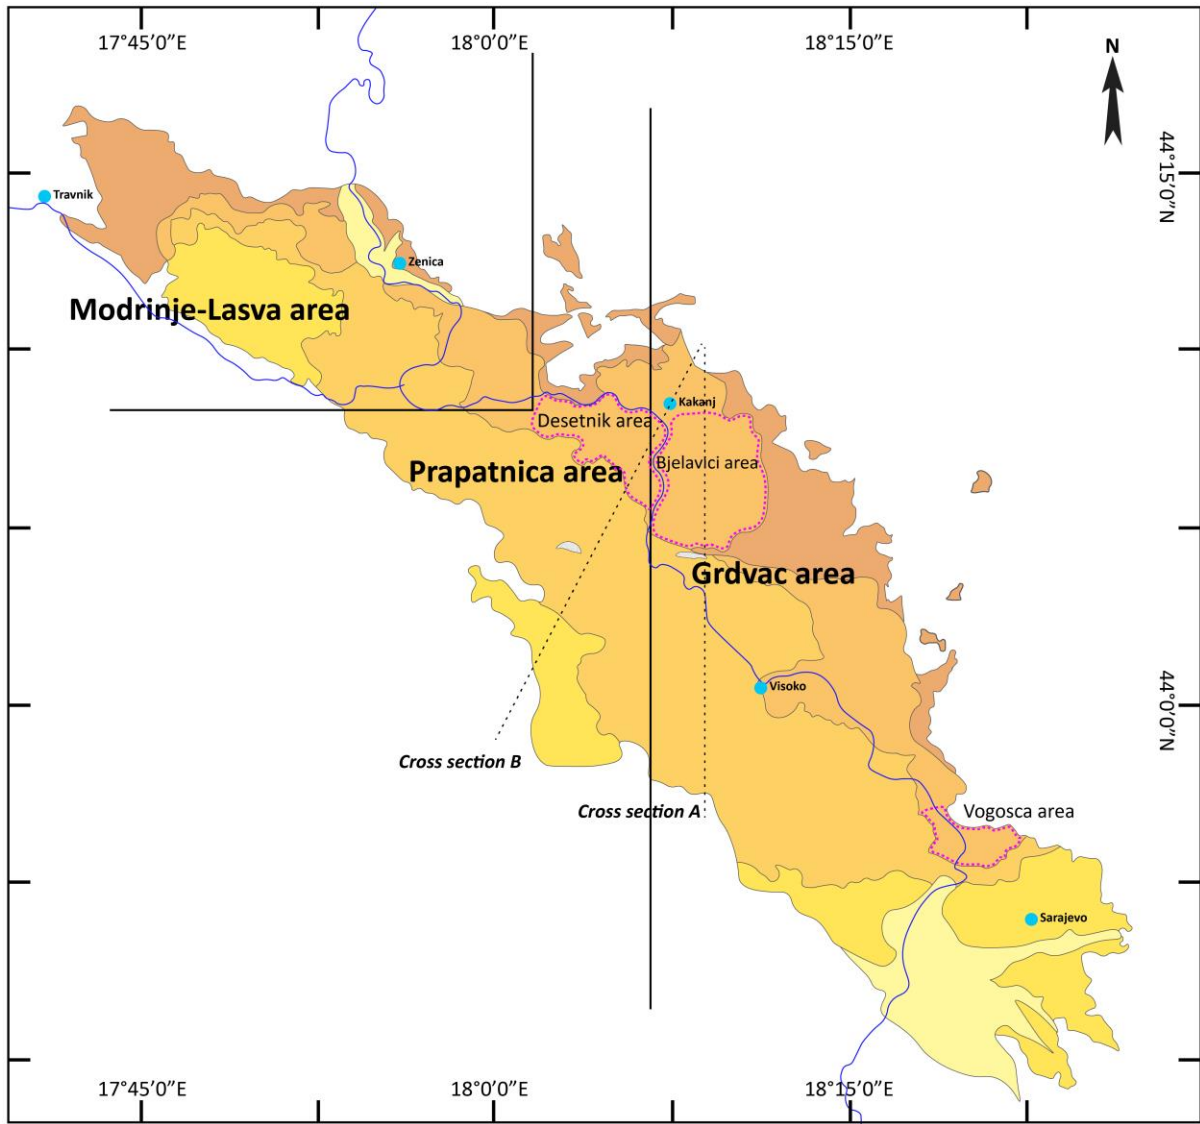 17°45’0’’E
18°0’0’’E
18°15’0’’E
N
44°15’0’’N
Travnik
Zenica
Modrinje-Lasva area
Kakanj
Desetnik area
Bjelavici area
Prapatnica area
Grdvac area
44°0’0’’N
Visoko
Cross section B
Cross section A
Vogosca area
Sarajevo
17°45’0’’E
18°0’0’’E
18°15’0’’E